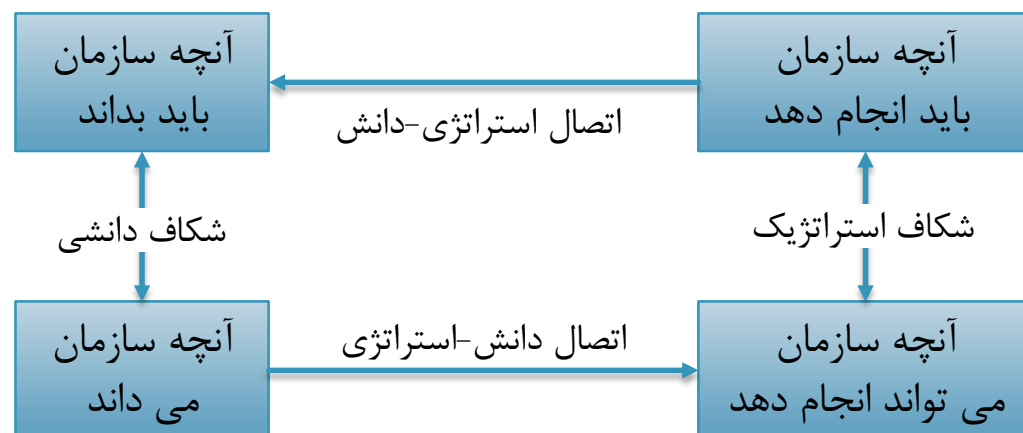 آنچه سازمان
باید انجام دهد
آنچه سازمان
باید بداند
اتصال استراتژی-دانش
شکاف استراتژیک
شکاف دانشی
آنچه سازمان
می تواند انجام دهد
اتصال دانش-استراتژی
آنچه سازمان
می داند